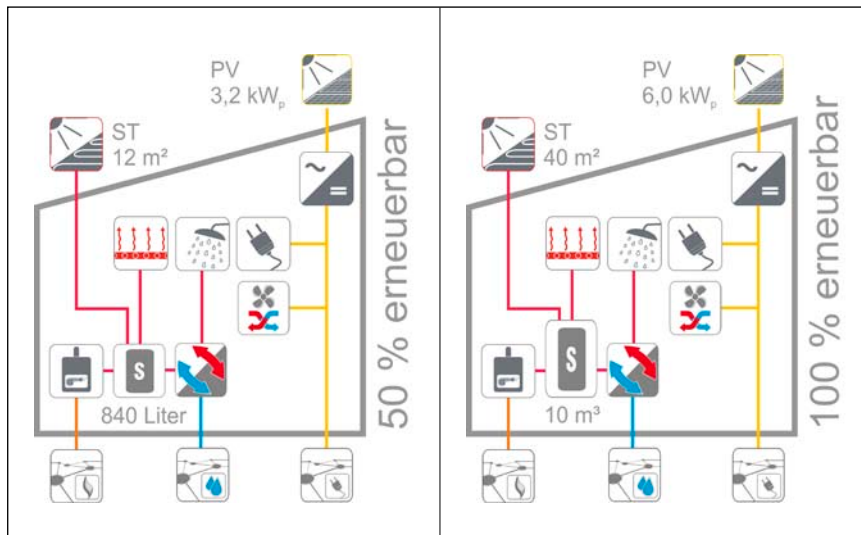 PV
3,2 kWp
ST
12 m²
S
840 Liter
50 % erneuerbar
PV
6,0 kWp
ST
40 m²
S
10 m³
100 % erneuerbar